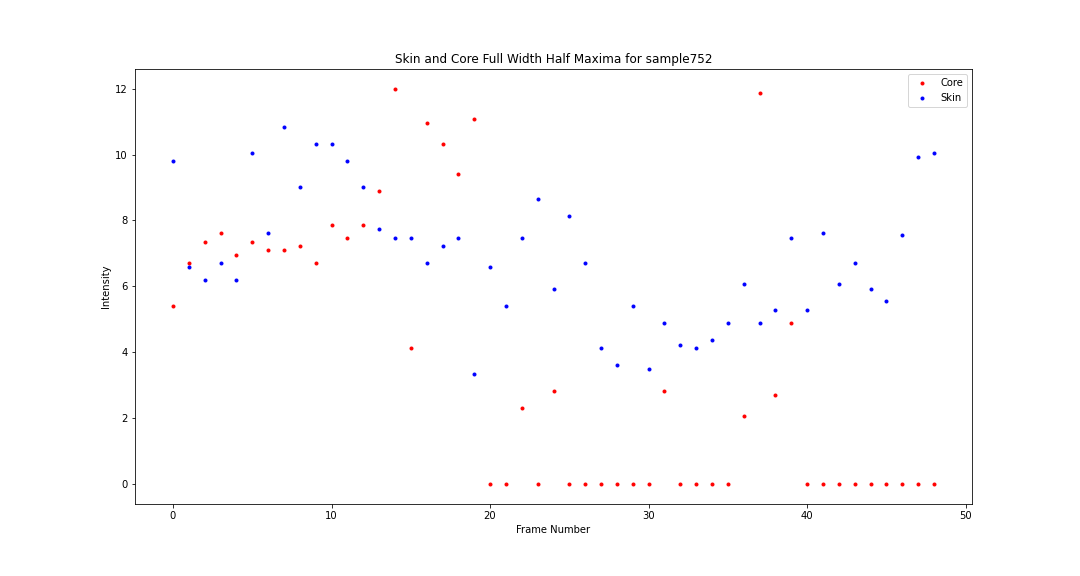 Skin and Core Full Width Half Maxima for sample752
Core
Skin
Intensity
12
10
8
6
4
2
0
0 10 20 30 40 50
Frame Number